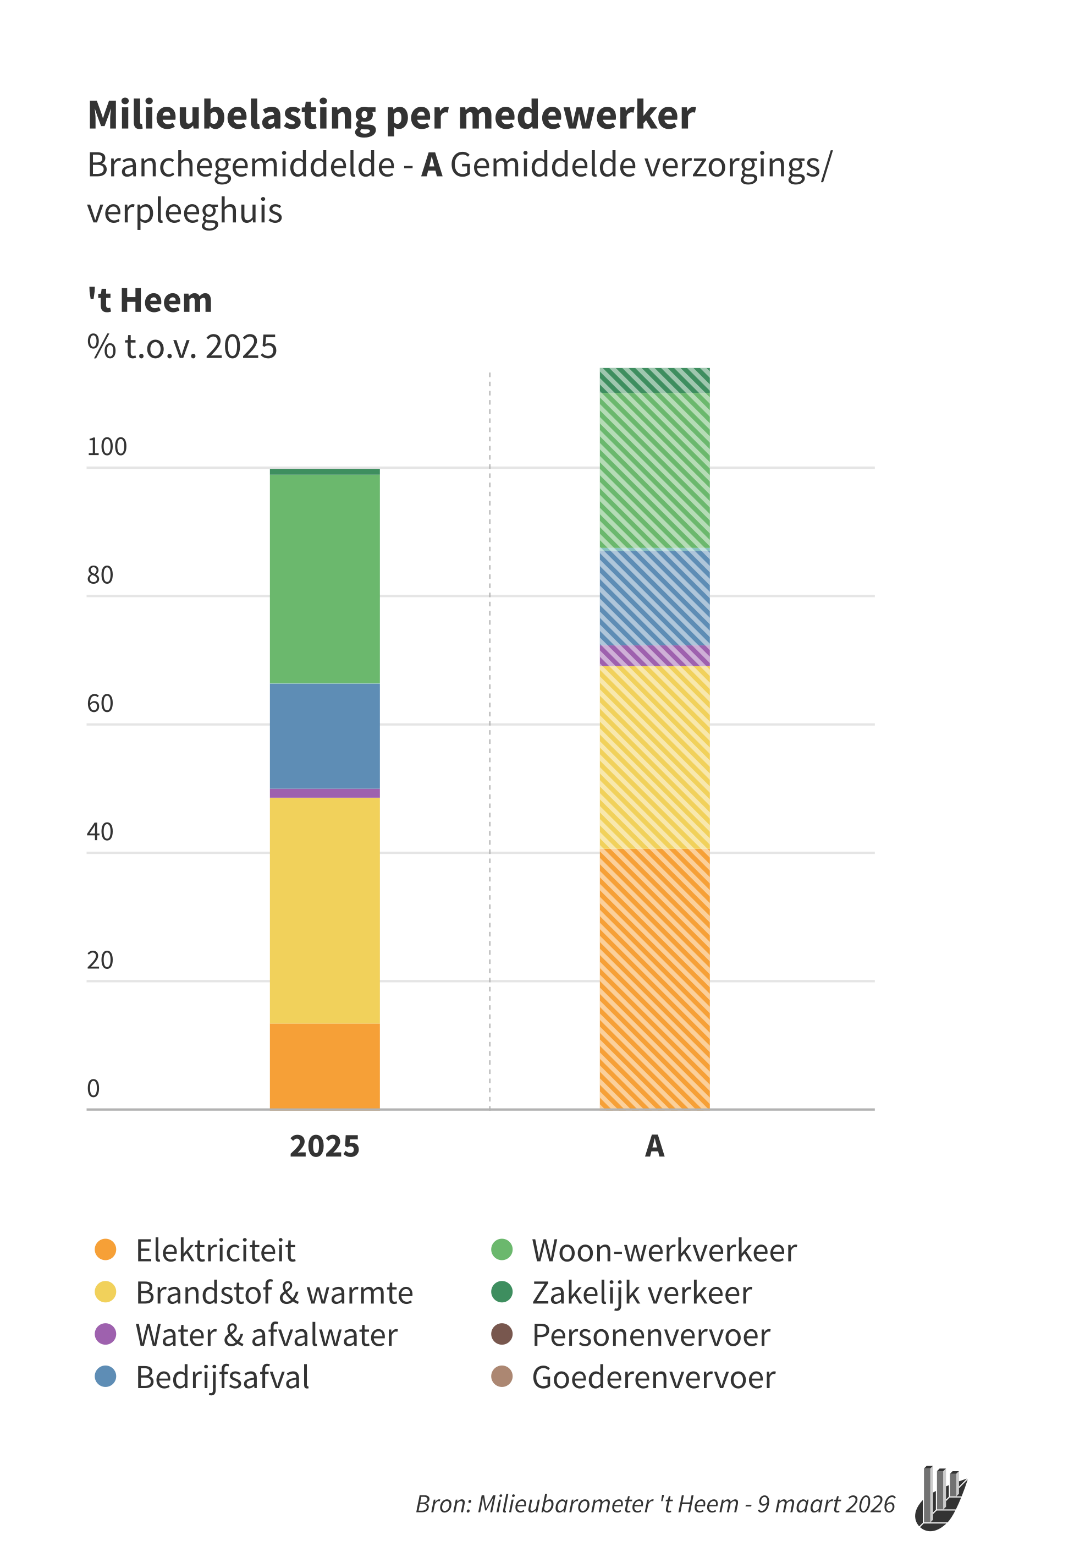 Milieubelasting per medewerker
Branchegemiddelde - A Gemiddelde verzorgings/
verpleeghuis
't Heem
% t.o.v. 2025
100
80
60
40
20
0
2025 A
Elektriciteit
Brandstof & warmte
Water & afvalwater
Bedrijfsafval
Woon-werkverkeer
Zakelijk verkeer
Personenvervoer
Goederenvervoer
Bron: Milieubarometer 't Heem - 9 maart 2026